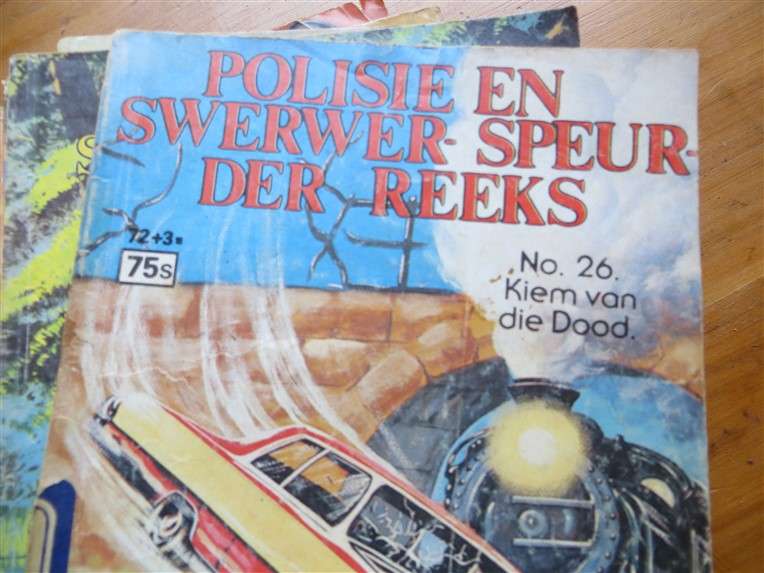 POLISIE EN
SWERWER- SPEUR-
DER REEKS
72+3=
75s
No. 26.
Kiem van
die Dood.